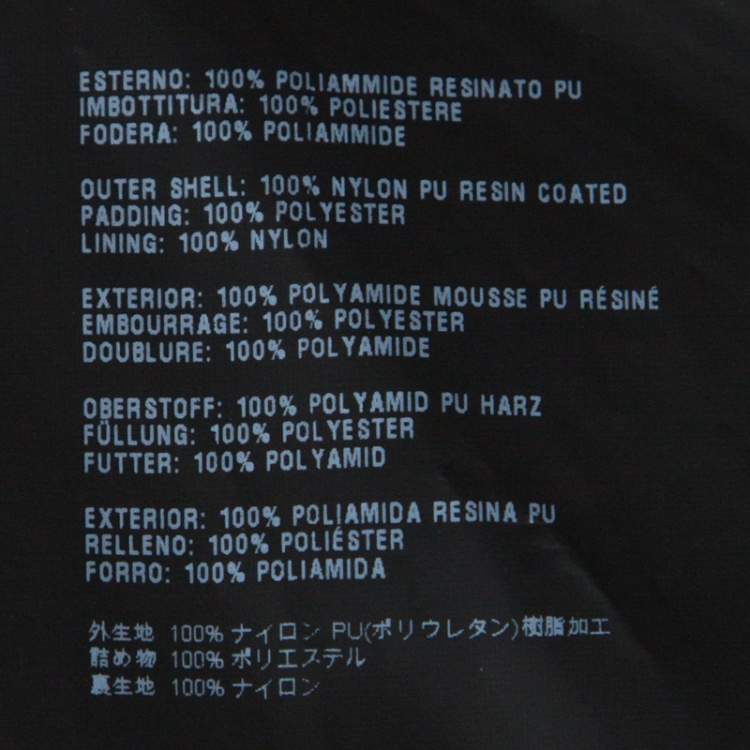 ESTERNO: 100% POLIAMMIDE RESINATO PU
IMBOTTITURA: 100% POLIESTERE
FODERA: 100% POLIAMMIDE
OUTER SHELL: 100% NYLON PU RESIN COATED
PADDING: 100% POLYESTER
LINING: 100% NYLON
EXTERIOR: 100% POLYAMIDE MOUSSE PU RÉSINÉ
EMBOURRAGE: 100% POLYESTER
DOUBLURE: 100% POLYAMIDE
OBERSTOFF: 100% POLYAMID PU HARZ
FÜLLUNG: 100% POLYESTER
FUTTER: 100% POLYAMID
EXTERIOR: 100% POLIAMIDA RESINA PU
RELLENO: 100% POLIÉSTER
FORRO: 100% POLIAMIDA
外生地 100% ナイロン PU(ポリウレタン)樹脂加工
詰め物 100% ポリエステル
裏生地 100% ナイロン